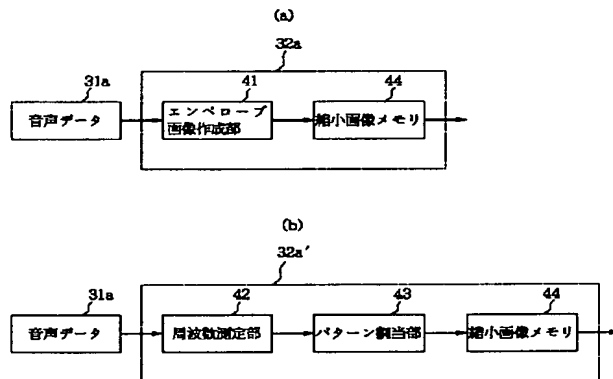 (a)
32a
31a
41
44
音声データ
エンベロープ
画像作成部
縮小画像メモリ
(b)
32a'
31a
42
43
44
音声データ
周波数測定部
パターン割当部
縮小画像メモリ